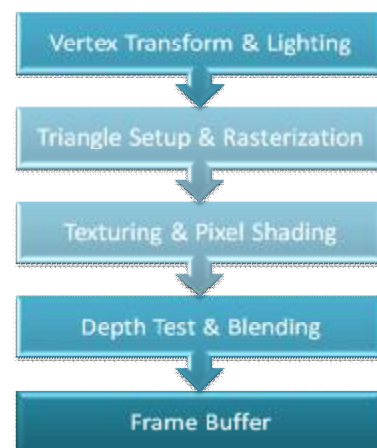 Vertex Transform & Lighting
Triangle Setup & Rasterization
Texturing & Pixel Shading
Depth Test & Blending
Frame Buffer